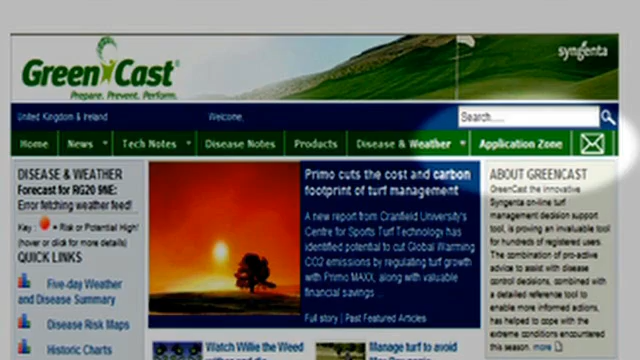 GreenCast
Prepare. Prevent. Perform.
syngenta
United Kingdom & Ireland
Welcome,
Search.....
Home
News
Tech Notes
Disease Notes
Products
Disease & Weather
Application Zone
DISEASE & WEATHER
Forecast for RG20 9NE:
Error fetching weather feed!
Key : = Risk or Potential High!
(hover or click for more details)
QUICK LINKS
Five-day Weather
and Disease Summary
Disease Risk Maps
Historic Charts
Primo cuts the cost and carbon
footprint of turf management
A new report from Cranfield University's
Centre for Sports Turf Technology has
identified potential to cut Global Warming
CO2 emissions by regulating turf growth
with Primo MAXX, along with valuable
financial savings ...
Full story | Past Featured Articles
Watch Wilke the Weed
Manage turf to avoid
ABOUT GREENCAST
GreenCast the innovative
Syngenta on-line turf
management decision support
tool, is proving an invaluable tool
for hundreds of registered users.
The combination of pro-active
advice to assist with disease
control decisions, combined with
a detailed reference tool to
enable more informed actions,
has helped to cope with the
extreme conditions encountered
this season. more